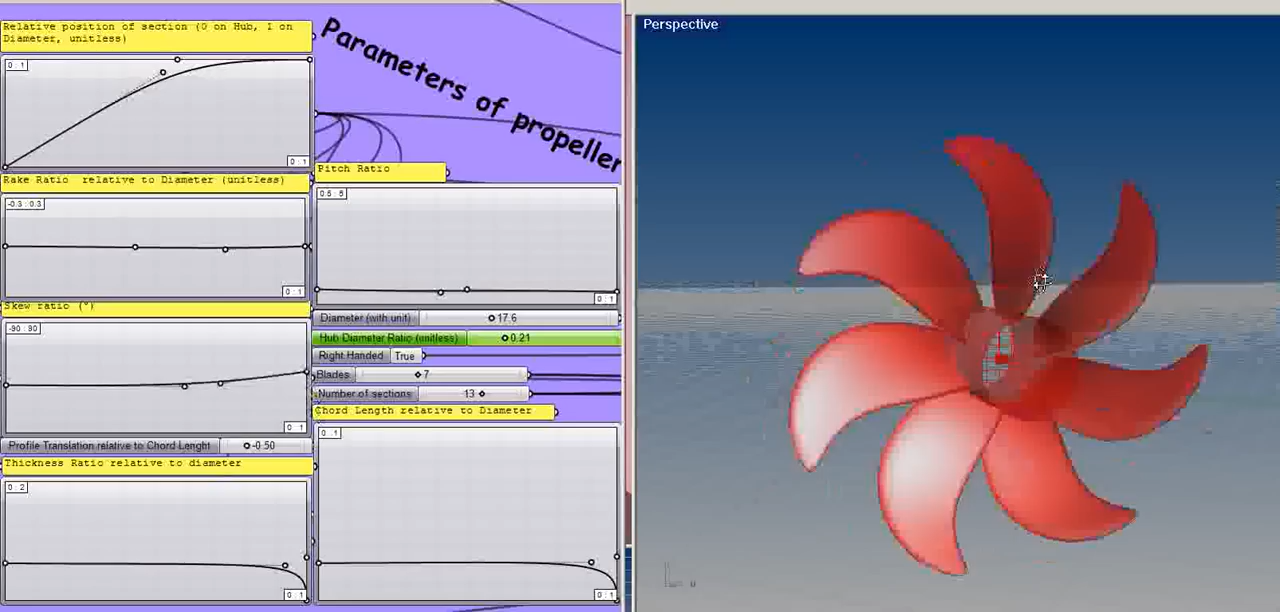 Relative position of section (0 on Hub, 1 on
Diameter, unitless)
0 : 1
0 : 1
Parameters of propeller
Rake Ratio relative to Diameter (unitless)
-0.3 : 0.3
0 : 1
Pitch Ratio
0.5 : 5
0 : 1
Skew ratio (°)
-90 : 90
0 : 1
Diameter (with unit)
17.6
Hub Diameter Ratio (unitless)
0.21
Right Handed
True
Blades
7
Number of sections
13
Profile Translation relative to Chord Lenght
-0.50
Chord Length relative to Diameter
0 : 1
0 : 1
Thickness Ratio relative to diameter
0 : 2
0 : 1
Perspective